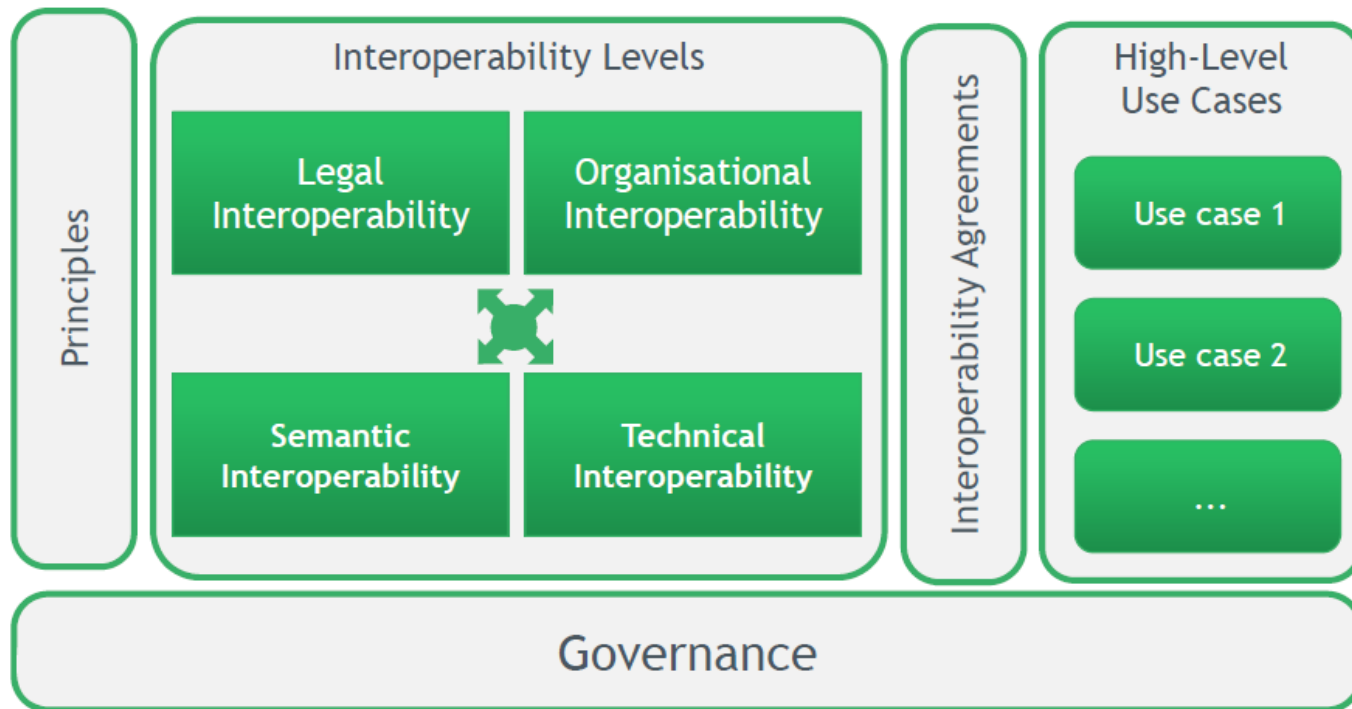 Principles
Interoperability Levels
Legal
Interoperability
Organisational
Interoperability
Semantic
Interoperability
Technical
Interoperability
Interoperability Agreements
High-Level
Use Cases
Use case 1
Use case 2
...
Governance